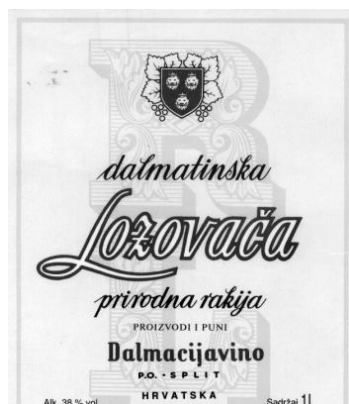 dalmatinska
Lozovača
prirodna rakija
PROIZVODI I PUNI
Dalmacijavino
P.O. - SPLIT
HRVATSKA
Alk. 38 % vol
Sadržaj 1l